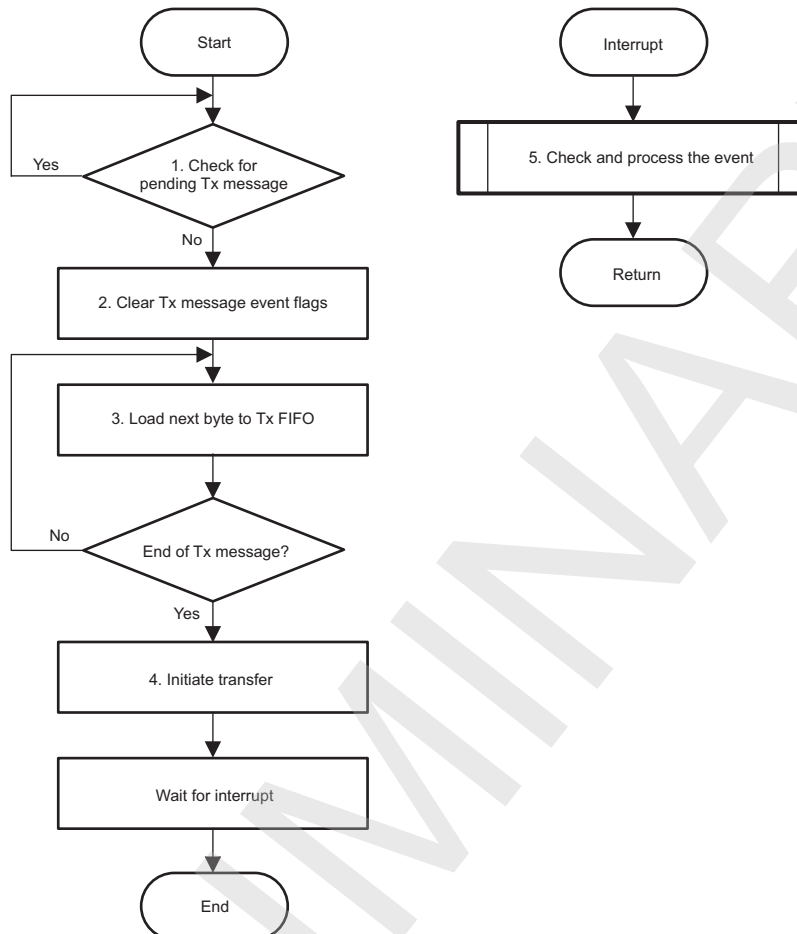 Start
Yes
1. Check for
pending Tx message
No
2. Clear Tx message event flags
3. Load next byte to Tx FIFO
No
End of Tx message?
Yes
4. Initiate transfer
Wait for interrupt
End
Interrupt
5. Check and process the event
Return